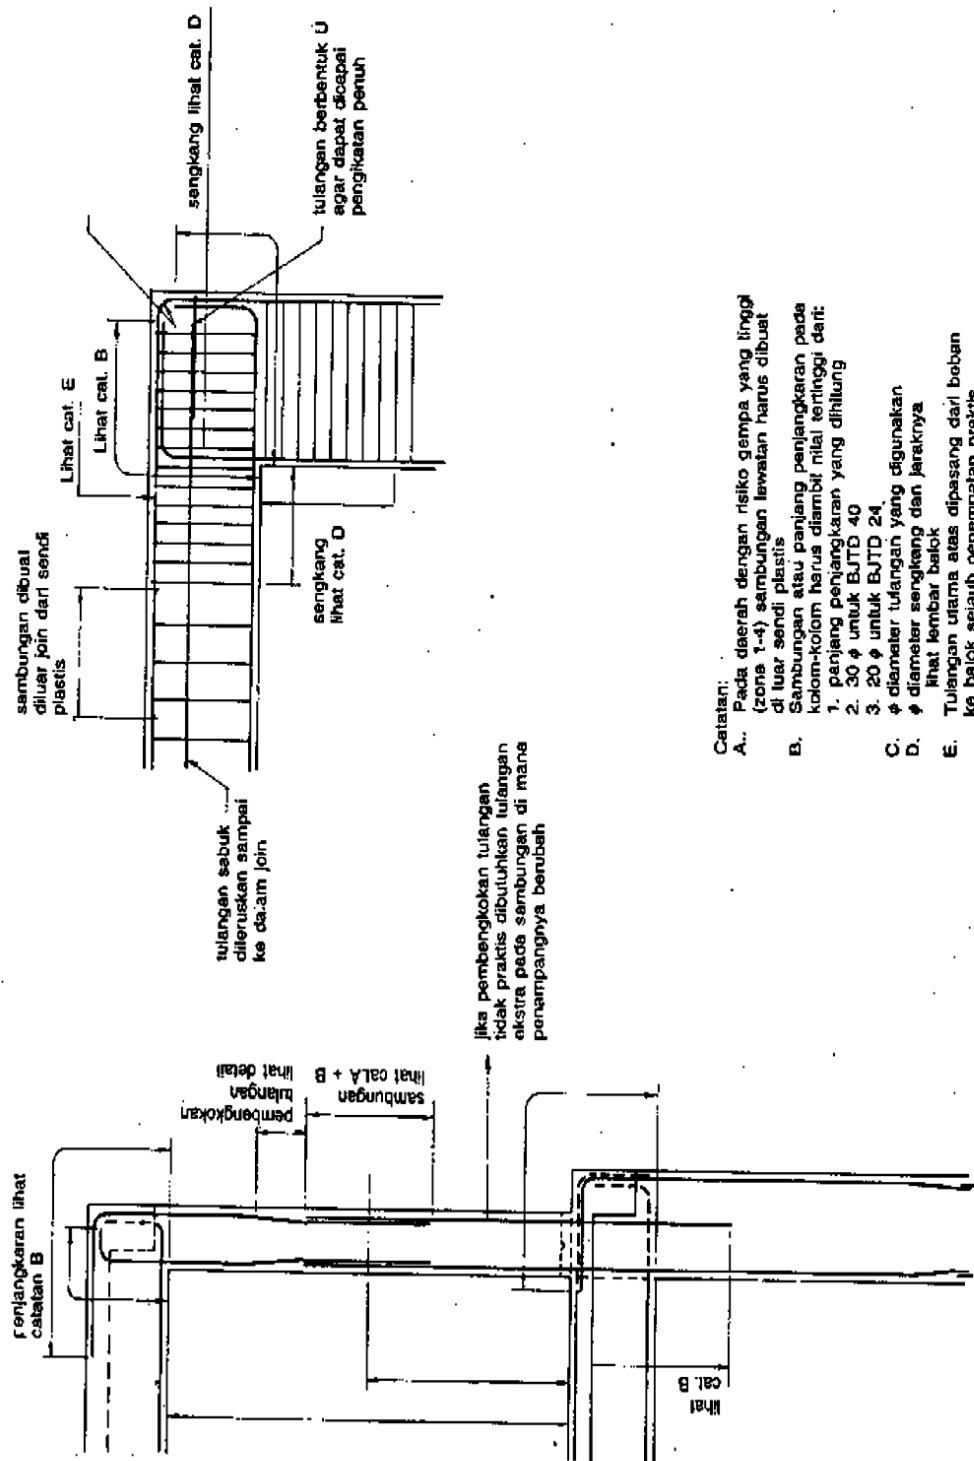 penjangkaran lihat
catatan B
pembengkokan
tulangan
lihat detail
sambungan
lihat cat.A + B
jika pembengkokan tulangan
tidak praktis dibutuhkan tulangan
ekstra pada sambungan di mana
penampangnya berubah
lihat
cat. B
sambungan dibuat
diluar join dari sendi
plastis
Lihat cat. E
Lihat cat. B
sengkang lihat cat. D
tulangan berbentuk U
agar dapat dicapai
pengikatan penuh
sengkang
lihat cat. D
tulangan sabuk
diteruskan sampai
ke dalam join
Catatan:
A.. Pada daerah dengan risiko gempa yang tinggi
(zone 1-4) sambungan lewatan harus dibuat
di luar sendi plastis
B. Sambungan atau panjang penjangkaran pada
kolom-kolom harus diambil nilai tertinggi dari:
1. panjang penjangkaran yang dihitung
2. 30 ϕ untuk BJTD 40
3. 20 ϕ untuk BJTD 24.
C. ϕ diameter tulangan yang digunakan
D. ϕ diameter sengkang dan jaraknya
lihat lembar balok
E. Tulangan utama atas dipasang dari beban
ke balok sejauh penempatan praktis